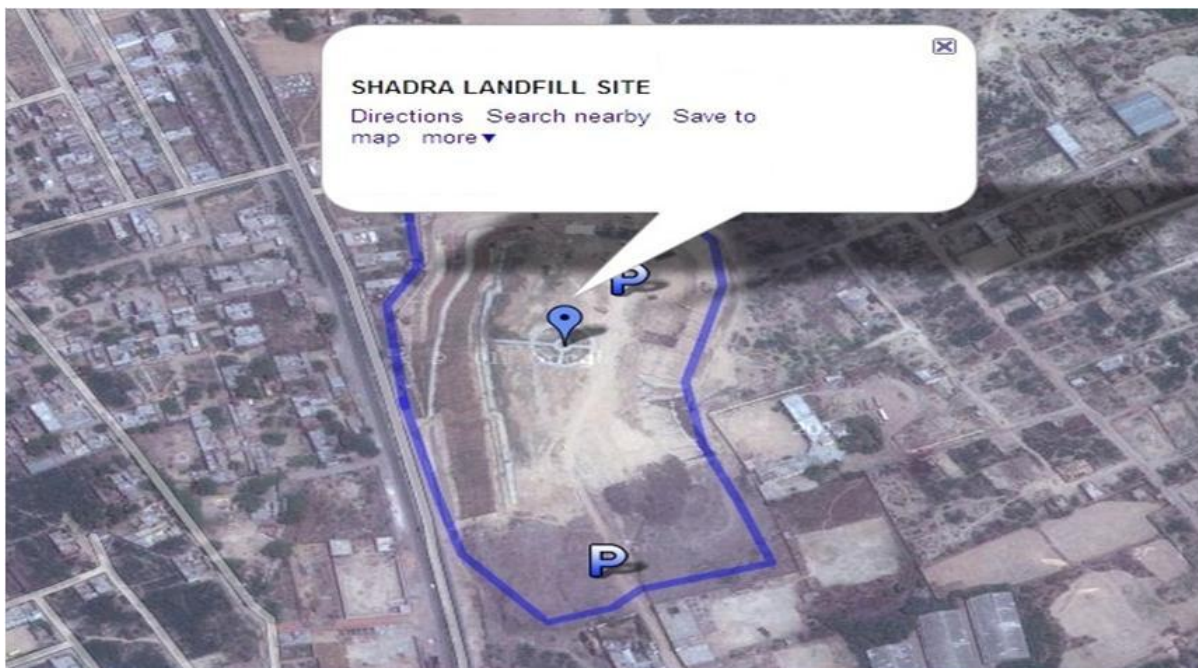 SHADRA LANDFILL SITE
Directions Search nearby Save to
map more▼
P
P